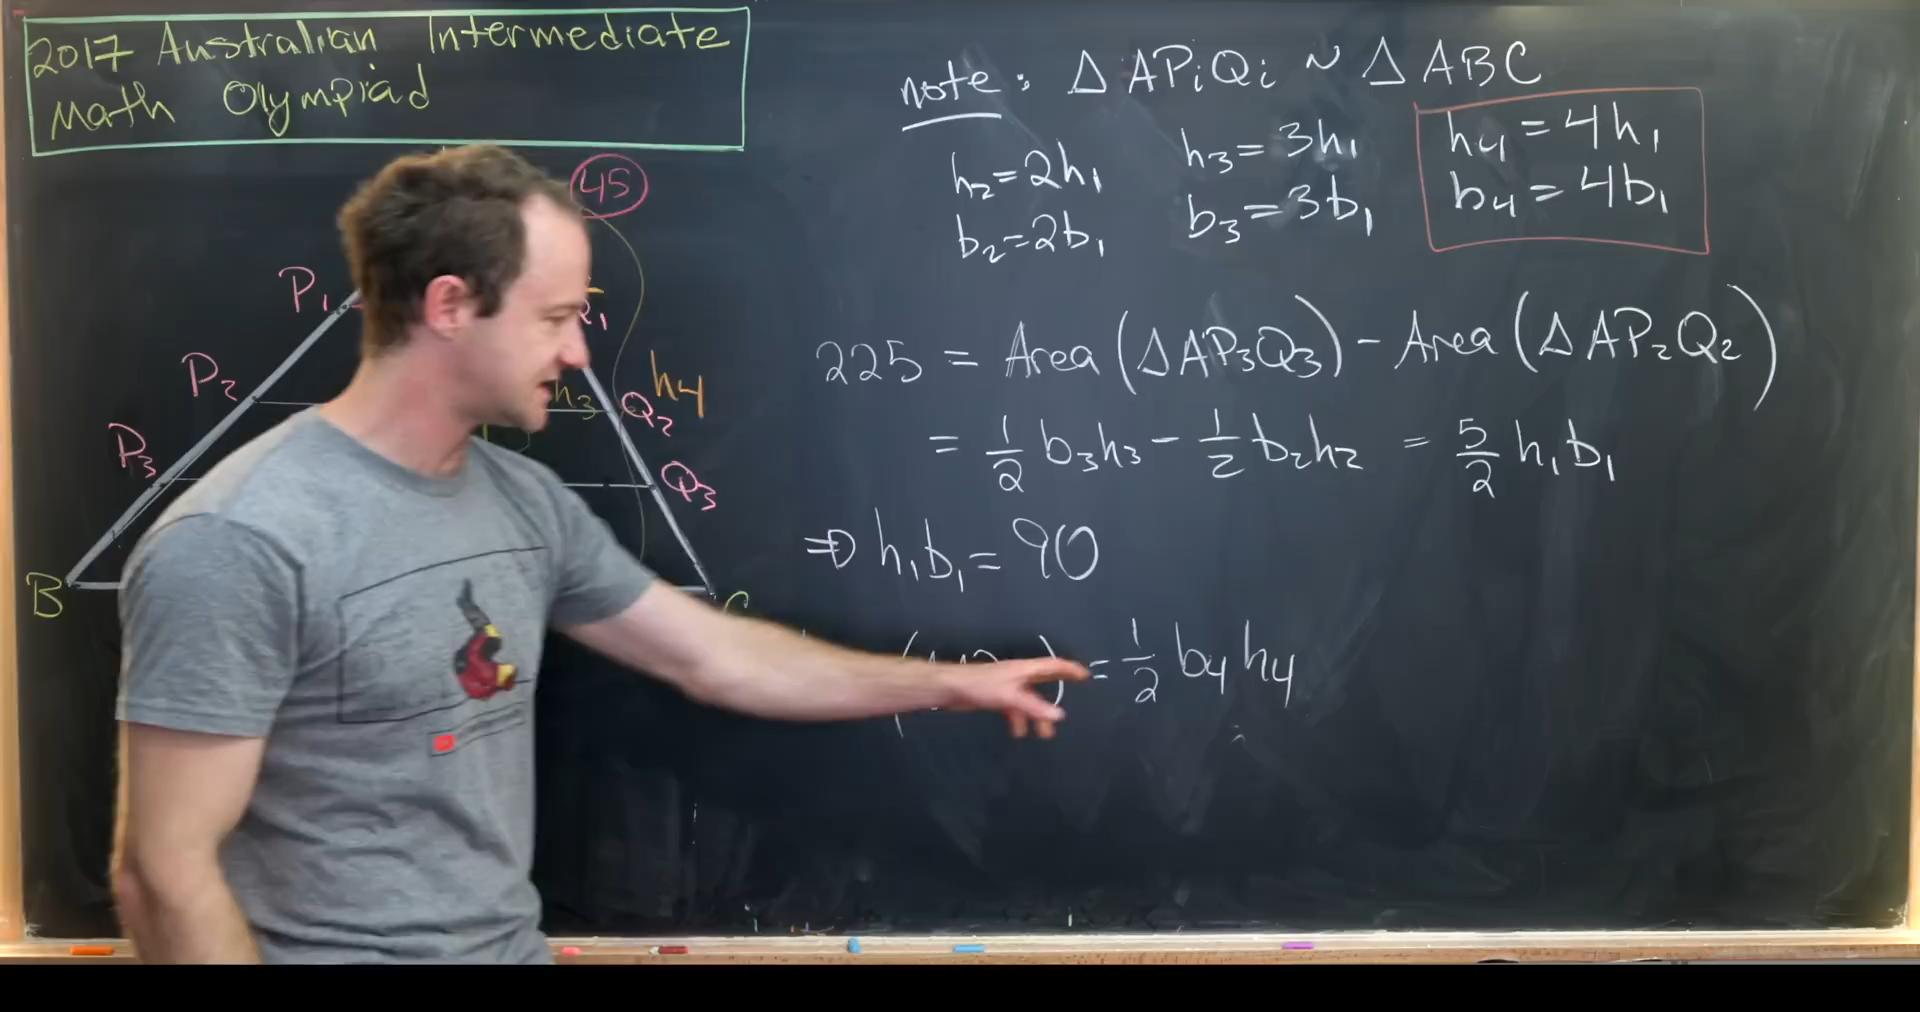 2017 Australian Intermediate
Math Olympiad
45
P₁
Q₁
P₂
h₃
h₄
Q₂
P₃
Q₃
B
C
note: △APᵢQᵢ ~ △ABC
h₂=2h₁
b₂=2b₁
h₃=3h₁
b₃=3b₁
h₄=4h₁
b₄=4b₁
225 = Area(△AP₃Q₃) - Area(△AP₂Q₂)
= 1/2 b₃h₃ - 1/2 b₂h₂ = 5/2 h₁b₁
⇒ h₁b₁ = 90
= 1/2 b₄h₄